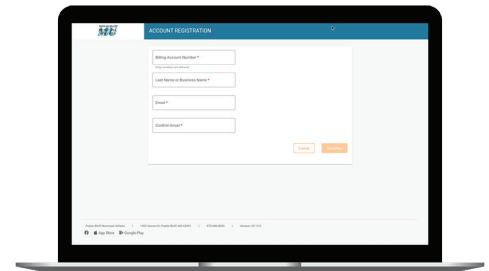 MU
ACCOUNT REGISTRATION
Billing Account Number *
Last Name or Business Name *
Email *
Confirm Email *
Cancel Continue
App Store Google Play